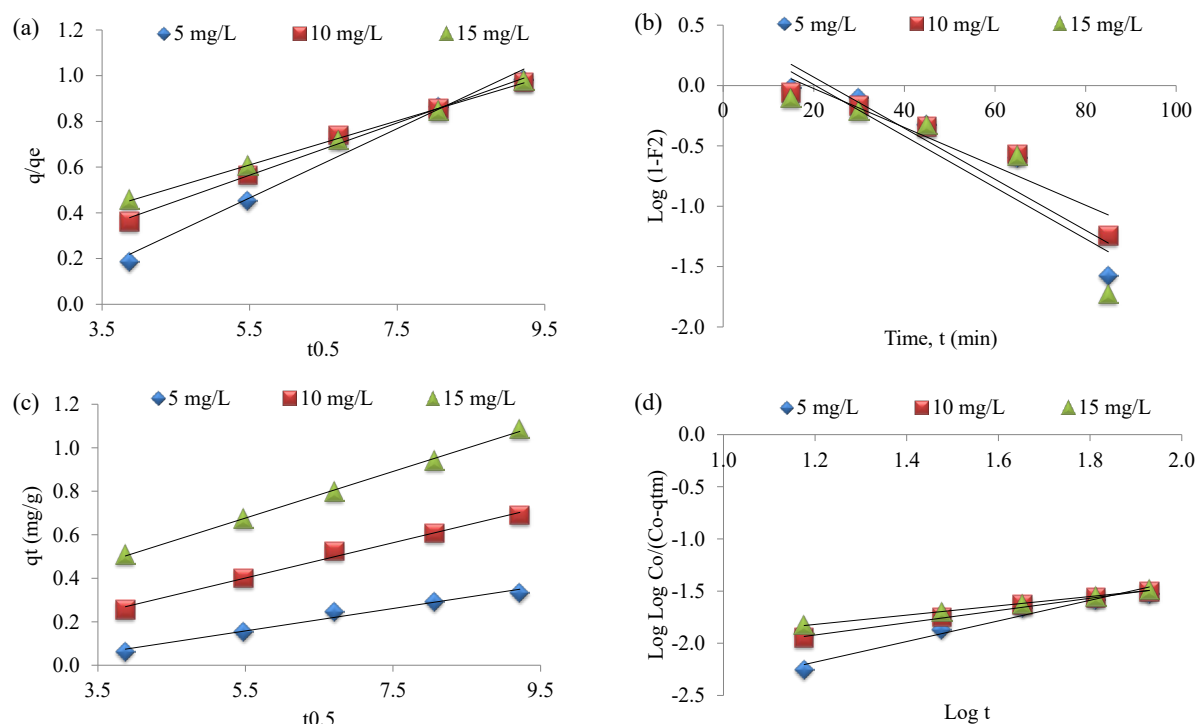 (a)
5 mg/L
10 mg/L
15 mg/L
1.2
1.0
0.8
0.6
0.4
0.2
0.0
q/qe
3.5 5.5 7.5 9.5
t0.5
(b)
5 mg/L
10 mg/L
15 mg/L
0.5
0.0
-0.5
-1.0
-1.5
-2.0
Log (1-F2)
0 20 40 60 80 100
Time, t (min)
(c)
5 mg/L
10 mg/L
15 mg/L
1.2
1.0
0.8
0.6
0.4
0.2
0.0
qt (mg/g)
3.5 5.5 7.5 9.5
t0.5
(d)
5 mg/L
10 mg/L
15 mg/L
0.0
-0.5
-1.0
-1.5
-2.0
-2.5
Log Log Co/(Co-qtm)
1.0 1.2 1.4 1.6 1.8 2.0
Log t